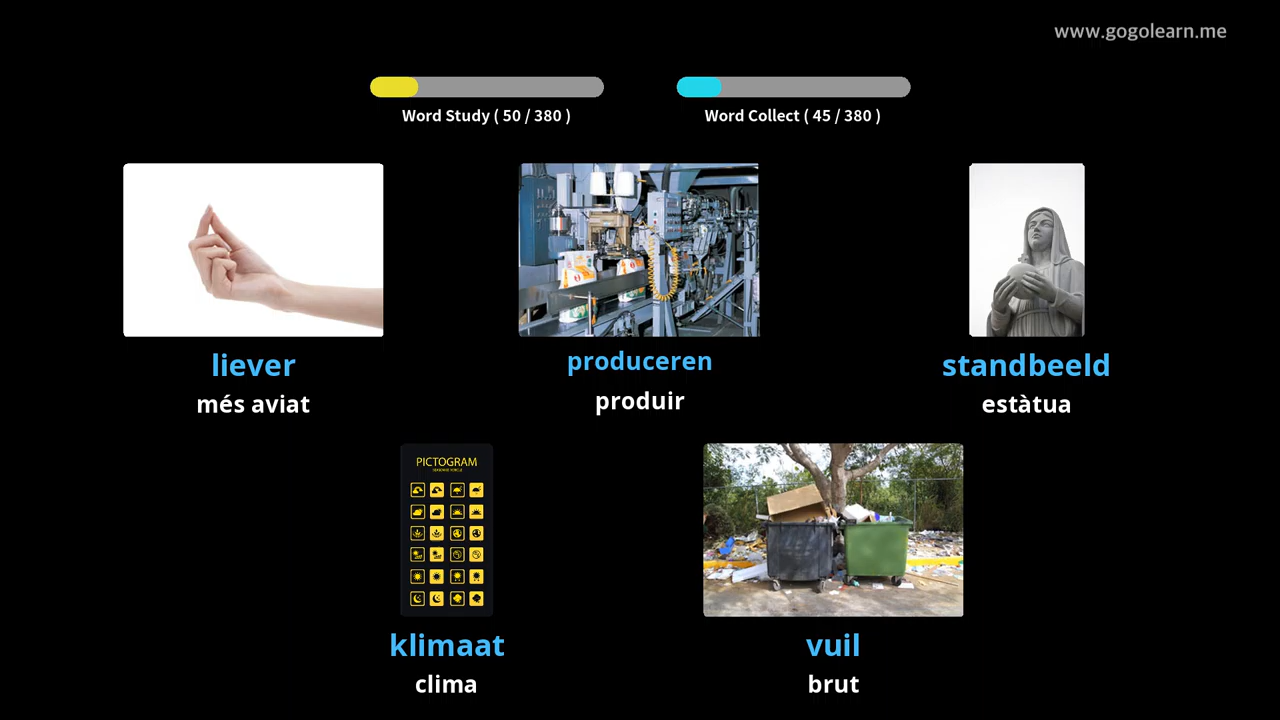 www.gogolearn.me
Word Study ( 50 / 380 )
Word Collect ( 45 / 380 )
liever
més aviat
produceren
produir
standbeeld
estàtua
PICTOGRAM
klimaat
clima
vuil
brut